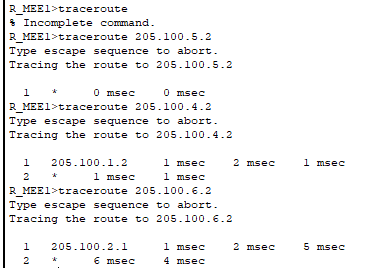 R_MEE1>traceroute
% Incomplete command.
R_MEE1>traceroute 205.100.5.2
Type escape sequence to abort.
Tracing the route to 205.100.5.2
1 * 0 msec 0 msec
R_MEE1>traceroute 205.100.4.2
Type escape sequence to abort.
Tracing the route to 205.100.4.2
1 205.100.1.2 1 msec 2 msec 1 msec
2 * 1 msec 1 msec
R_MEE1>traceroute 205.100.6.2
Type escape sequence to abort.
Tracing the route to 205.100.6.2
1 205.100.2.1 1 msec 2 msec 5 msec
2 * 6 msec 4 msec